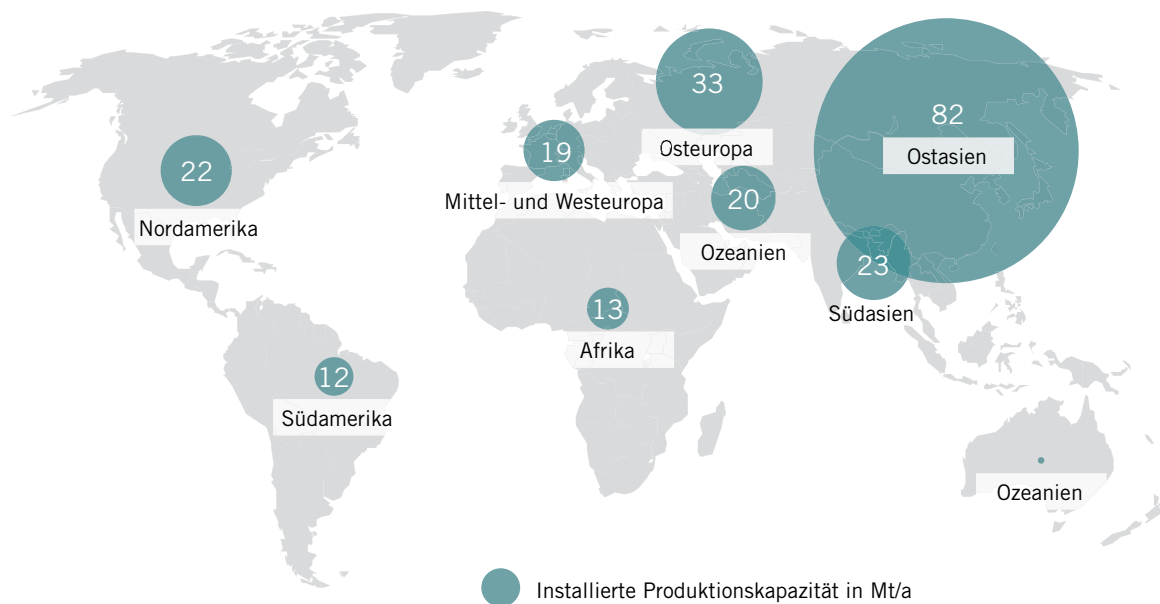 33
82
Osteuropa
Ostasien
19
22
Mittel- und Westeuropa
20
Nordamerika
Ozeanien
23
Südasien
13
Afrika
12
Südamerika
Ozeanien
Installierte Produktionskapazität in Mt/a